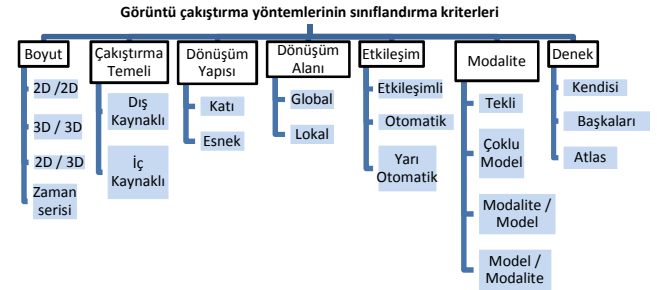 Görüntü çakıştırma yöntemlerinin sınıflandırma kriterleri
Boyut
2D /2D
3D / 3D
2D / 3D
Zaman
serisi
Çakıştırma
Temeli
Dış
Kaynaklı
İç
Kaynaklı
Dönüşüm
Yapısı
Katı
Esnek
Dönüşüm
Alanı
Global
Lokal
Etkileşim
Etkileşimli
Otomatik
Yarı
Otomatik
Modalite
Tekli
Çoklu
Model
Modalite /
Model
Model /
Modalite
Denek
Kendisi
Başkaları
Atlas